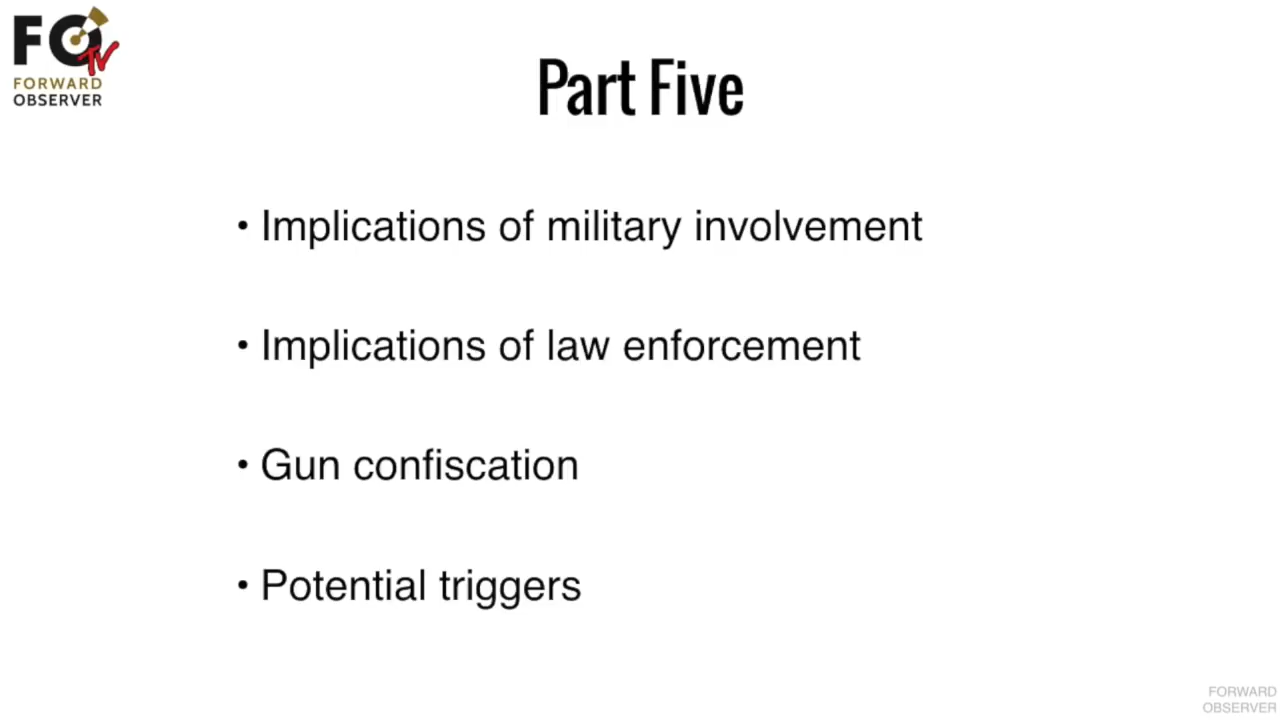 FO
TV
FORWARD
OBSERVER
Part Five
• Implications of military involvement
• Implications of law enforcement
• Gun confiscation
• Potential triggers
FORWARD
OBSERVER